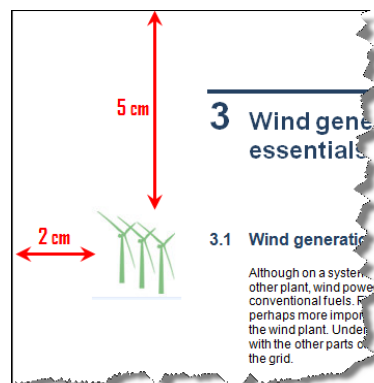 5 cm
3 Wind gene
essentials
2 cm
3.1 Wind generatio
Although on a system
other plant, wind powe
conventional fuels. F
perhaps more impor
the wind plant. Under
with the other parts o
the grid.